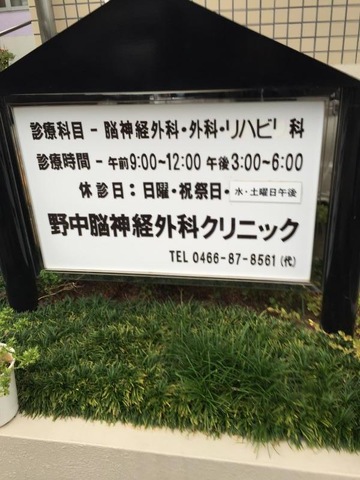 診療科目－脳神経外科・外科・リハビリ科
診療時間－午前9:00~12:00 午後3:00~6:00
休診日：日曜・祝祭日・水・土曜日午後
野中脳神経外科クリニック
TEL 0466-87-8561（代）